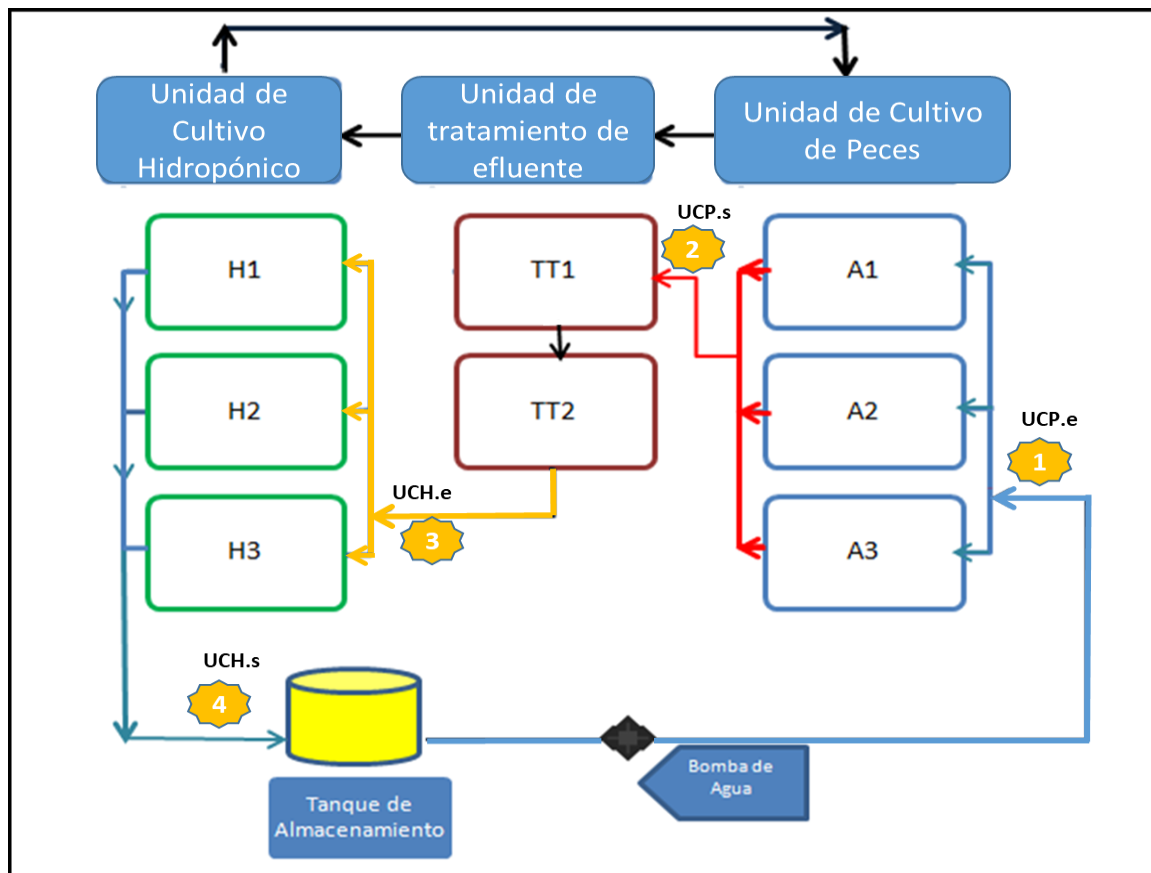 Unidad de
Cultivo
Hidropónico
Unidad de
tratamiento de
efluente
Unidad de Cultivo
de Peces
UCP.s
2
H1
TT1
A1
H2
TT2
A2
UCP.e
1
UCH.e
3
H3
A3
UCH.s
4
Bomba de
Agua
Tanque de
Almacenamiento